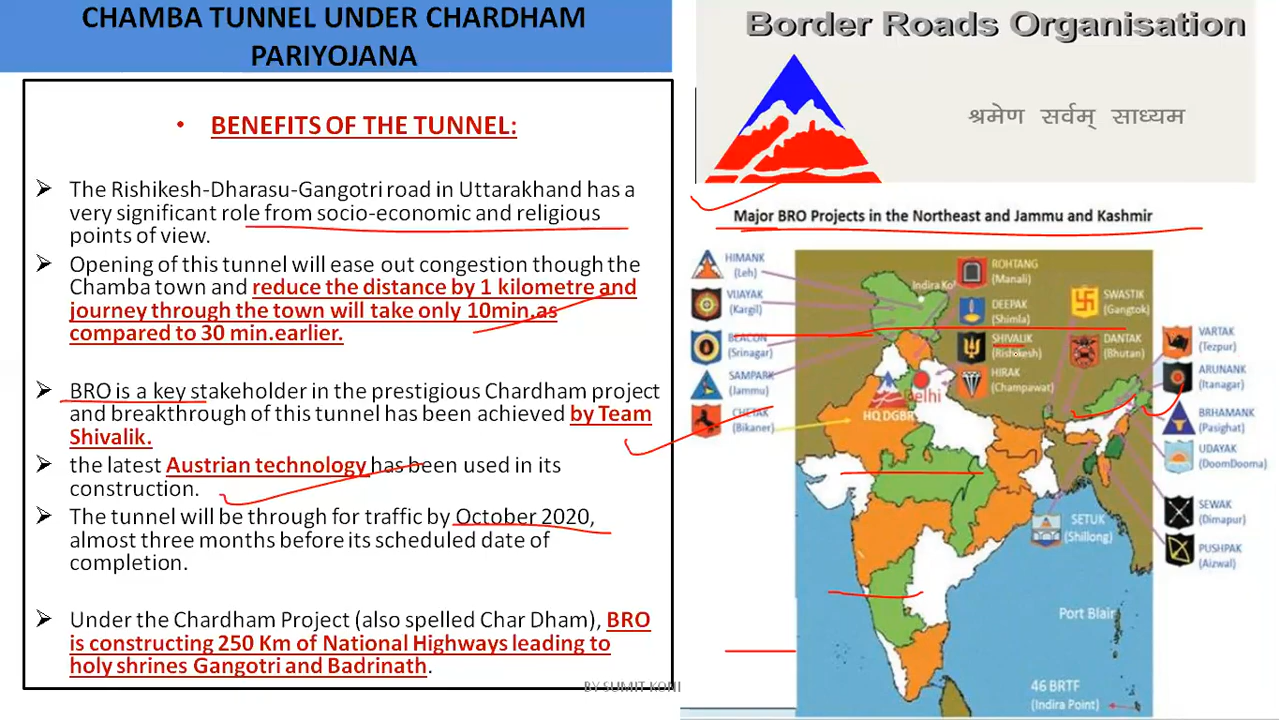 CHAMBA TUNNEL UNDER CHARDHAM
PARIYOJANA
• BENEFITS OF THE TUNNEL:
The Rishikesh-Dharasu-Gangotri road in Uttarakhand has a
very significant role from socio-economic and religious
points of view.
Opening of this tunnel will ease out congestion though the
Chamba town and reduce the distance by 1 kilometre and
journey through the town will take only 10min.as
compared to 30 min.earlier.
BRO is a key stakeholder in the prestigious Chardham project
and breakthrough of this tunnel has been achieved by Team
Shivalik.
the latest Austrian technology has been used in its
construction.
The tunnel will be through for traffic by October 2020,
almost three months before its scheduled date of
completion.
Under the Chardham Project (also spelled Char Dham), BRO
is constructing 250 Km of National Highways leading to
holy shrines Gangotri and Badrinath.
BY SUMIT KOHI
Border Roads Organisation
श्रमेण सर्वम् साध्यम
Major BRO Projects in the Northeast and Jammu and Kashmir
HIMANK
(Leh)
VIJAYAK
(Kargil)
BEACON
(Srinagar)
SAMPARK
(Jammu)
CHETAK
(Bikaner)
Indira Kol
ROHTANG
(Manali)
DEEPAK
(Shimla)
SHIVALIK
(Rishikesh)
HIRAK
(Champawat)
Delhi
HQ DGBR
SWASTIK
(Gangtok)
DANTAK
(Bhutan)
VARTAK
(Tezpur)
ARUNANK
(Itanagar)
BRHAMANK
(Pasighat)
UDAYAK
(DoomDooma)
SEWAK
(Dimapur)
PUSHPAK
(Aizwal)
SETUK
(Shillong)
Port Blair
46 BRTF
(Indira Point)